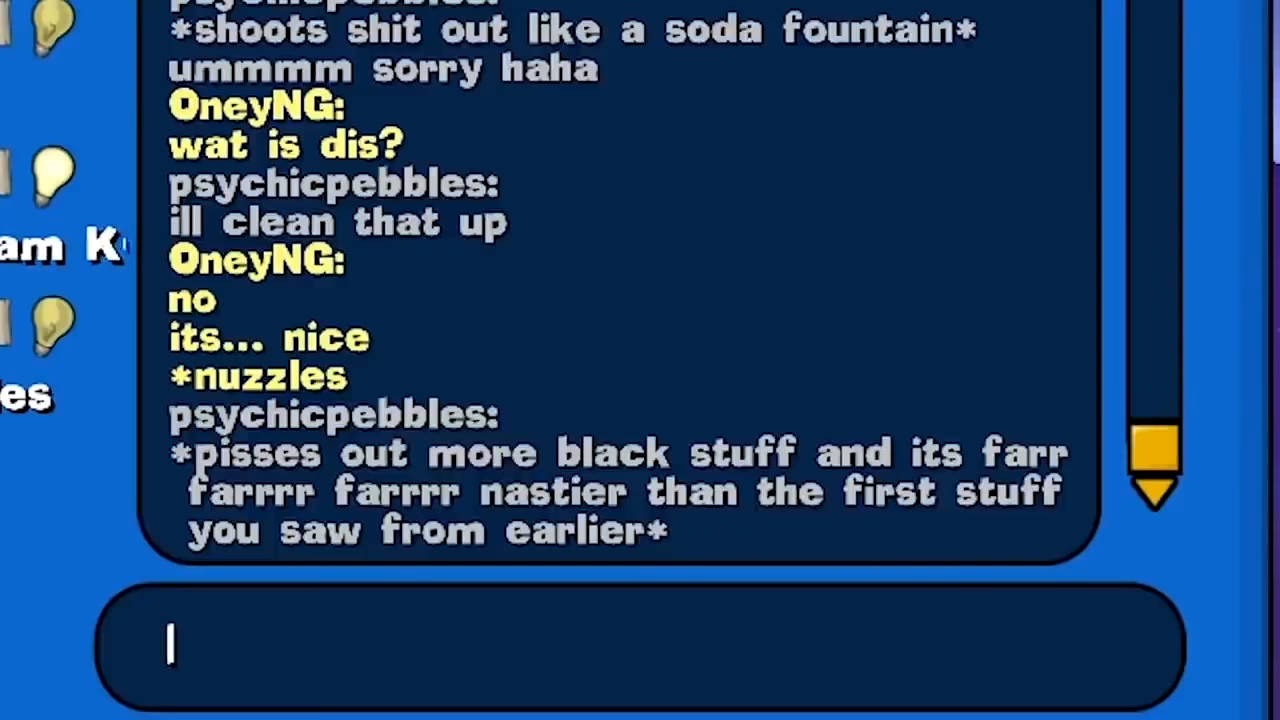 psychicpebbles:
*shoots shit out like a soda fountain*
ummmm sorry haha
OneyNG:
wat is dis?
psychicpebbles:
ill clean that up
OneyNG:
no
its... nice
*nuzzles
psychicpebbles:
*pisses out more black stuff and its farr
farrrr farrrr nastier than the first stuff
you saw from earlier*
am K
es